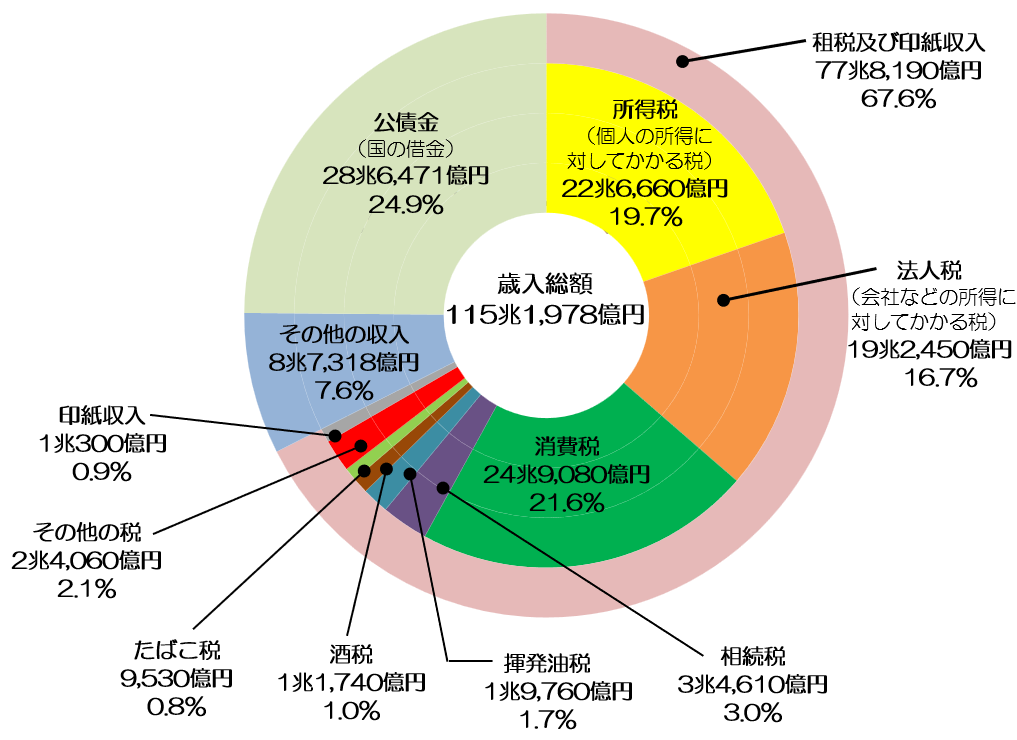 租税及び印紙収入
77兆8,190億円
67.6%
所得税
（個人の所得に
対してかかる税）
22兆6,660億円
19.7%
公債金
（国の借金）
28兆6,471億円
24.9%
歳入総額
115兆1,978億円
法人税
（会社などの所得に
対してかかる税）
19兆2,450億円
16.7%
その他の収入
8兆7,318億円
7.6%
印紙収入
1兆300億円
0.9%
消費税
24兆9,080億円
21.6%
その他の税
2兆4,060億円
2.1%
たばこ税
9,530億円
0.8%
酒税
1兆1,740億円
1.0%
揮発油税
1兆9,760億円
1.7%
相続税
3兆4,610億円
3.0%